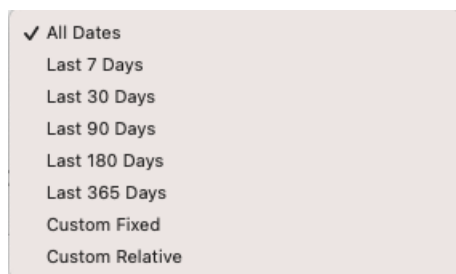 ✓ All Dates
Last 7 Days
Last 30 Days
Last 90 Days
Last 180 Days
Last 365 Days
Custom Fixed
Custom Relative